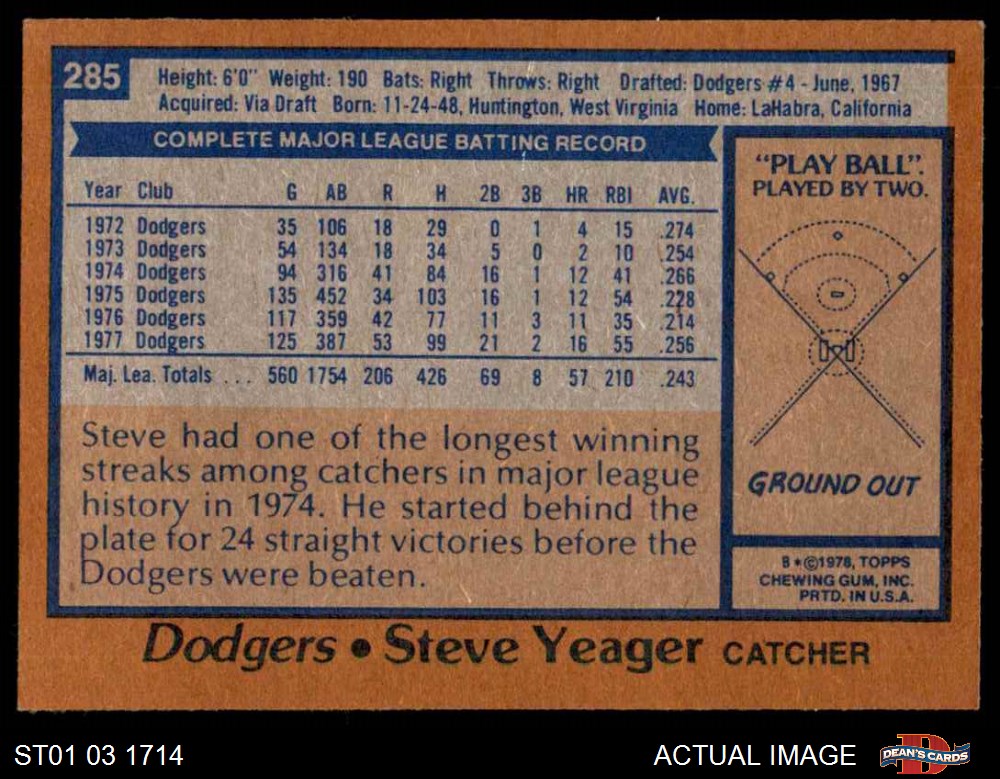 285
Height: 6'0" Weight: 190 Bats: Right Throws: Right Drafted: Dodgers #4 - June, 1967
Acquired: Via Draft Born: 11-24-48, Huntington, West Virginia Home: LaHabra, California
COMPLETE MAJOR LEAGUE BATTING RECORD
Year Club G AB R H 2B 3B HR RBI AVG.
1972 Dodgers 35 106 18 29 0 1 4 15 .274
1973 Dodgers 54 134 18 34 5 0 2 10 .254
1974 Dodgers 94 316 41 84 16 1 12 41 .266
1975 Dodgers 135 452 34 103 16 1 12 54 .228
1976 Dodgers 117 359 42 77 11 3 11 35 .214
1977 Dodgers 125 387 53 99 21 2 16 55 .256
Maj. Lea. Totals ... 560 1754 206 426 69 8 57 210 .243
Steve had one of the longest winning
streaks among catchers in major league
history in 1974. He started behind the
plate for 24 straight victories before the
Dodgers were beaten.
"PLAY BALL".
PLAYED BY TWO.
GROUND OUT
B*©1978, TOPPS
CHEWING GUM, INC.
PRTD. IN U.S.A.
Dodgers • Steve Yeager CATCHER
ST01 03 1714
ACTUAL IMAGE
D
DEAN'S CARDS